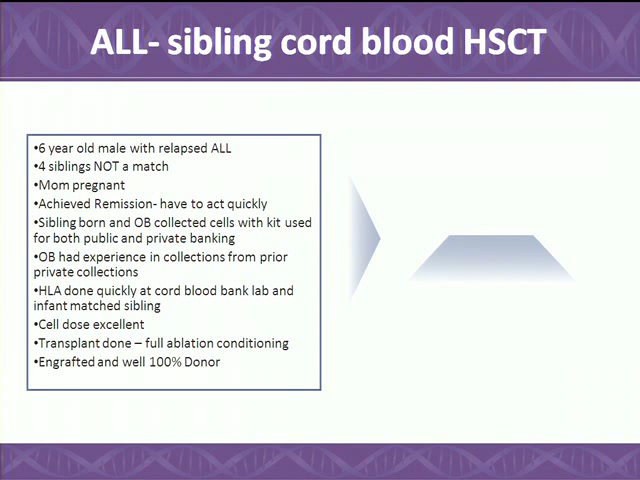 ALL- sibling cord blood HSCT
•6 year old male with relapsed ALL
•4 siblings NOT a match
•Mom pregnant
•Achieved Remission- have to act quickly
•Sibling born and OB collected cells with kit used
for both public and private banking
•OB had experience in collections from prior
private collections
•HLA done quickly at cord blood bank lab and
infant matched sibling
•Cell dose excellent
•Transplant done – full ablation conditioning
•Engrafted and well 100% Donor